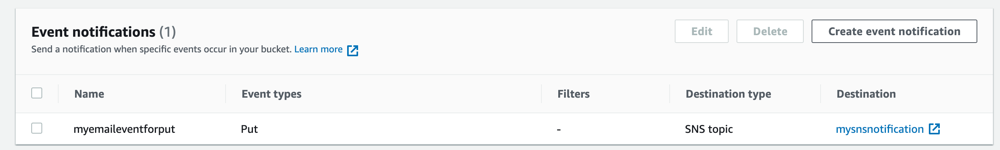 Event notifications (1)
Edit
Delete
Create event notification
Send a notification when specific events occur in your bucket. Learn more
Name Event types Filters Destination type Destination
myemaileventforput Put - SNS topic mysnsnotification